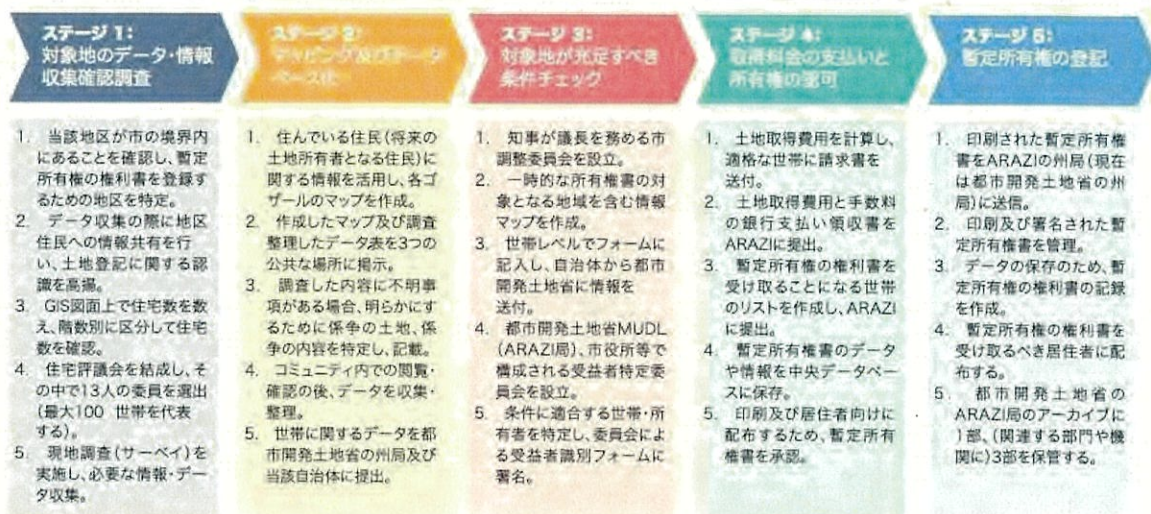 ステージ 1:
対象地のデータ・情報
収集確認調査
ステージ 2:
マッピング及びデータ
ベース化
ステージ 3:
対象地が充足すべき
条件チェック
ステージ 4:
取得料金の支払いと
所有権の認可
ステージ 5:
暫定所有権の登記
1. 当該地区が市の境界内
にあることを確認し、暫定
所有権の権利書を登録す
るための地区を特定。
2. データ収集の際に地区
住民への情報共有を行
い、土地登記に関する認
識を高揚。
3. GIS図面上で住宅数を数
え、階数別に区分して住宅
数を確認。
4. 住宅評議会を結成し、そ
の中で13人の委員を選出
(最大100 世帯を代表
する)。
5. 現地調査(サーベイ)を
実施し、必要な情報・デー
タ収集。
1. 住んでいる住民(将来の
土地所有者となる住民)に
関する情報を活用し、各ゴ
ザールのマップを作成。
2. 作成したマップ及び調査
整理したデータ表を3つの
公共な場所に掲示。
3. 調査した内容に不明事
項がある場合、明らかにす
るために係争の土地、係
争の内容を特定し、記載。
4. コミュニティ内での閲覧・
確認の後、データを収集・
整理。
5. 世帯に関するデータを都
市開発土地省の州局及び
当該自治体に提出。
1. 知事が議長を務める市
調整委員会を設立。
2. 一時的な所有権書の対
象となる地域を含む情報
マップを作成。
3. 世帯レベルでフォームに
記入し、自治体から都市
開発土地省に情報を
送付。
4. 都市開発土地省MUDL
(ARAZI局)、市役所等で
構成される受益者特定委
員会を設立。
5. 条件に適合する世帯・所
有者を特定し、委員会によ
る受益者識別フォームに
署名。
1. 土地取得費用を計算し、
適格な世帯に請求書を
送付。
2. 土地取得費用と手数料
の銀行支払い領収書を
ARAZIに提出。
3. 暫定所有権の権利書を
受け取ることになる世帯
のリストを作成し、ARAZI
に提出。
4. 暫定所有権書のデータ
や情報を中央データベー
スに保存。
5. 印刷及び居住者向けに
配布するため、暫定所有
権書を承認。
1. 印刷された暫定所有権
書をARAZIの州局(現在
は都市開発土地省の州
局)に送信。
2. 印刷及び署名された暫
定所有権書を管理。
3. データの保存のため、暫
定所有権の権利書の記録
を作成。
4. 暫定所有権の権利書を
受け取るべき居住者に配
布する。
5. 都市開発土地省の
ARAZI局のアーカイブに
1部、(関連する部門や機
関に)3部を保管する。